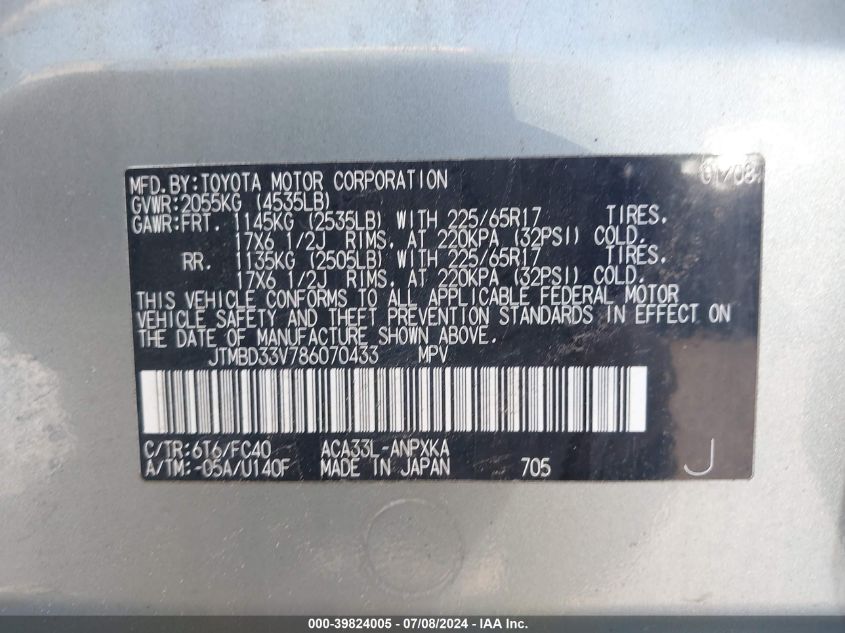 MFD.BY:TOYOTA MOTOR CORPORATION 01/08
GVWR:2055KG (4535LB)
GAWR:FRT. 1145KG (2535LB) WITH 225/65R17 TIRES.
17X6 1/2J RIMS. AT 220KPA (32PSI) COLD.
RR. 1135KG (2505LB) WITH 225/65R17 TIRES.
17X6 1/2J RIMS. AT 220KPA (32PSI) COLD.
THIS VEHICLE CONFORMS TO ALL APPLICABLE FEDERAL MOTOR
VEHICLE SAFETY AND THEFT PREVENTION STANDARDS IN EFFECT ON
THE DATE OF MANUFACTURE SHOWN ABOVE.
JTMBD33V786070433 MPV
C/TR:6T6/FC40 ACA33L-ANPXKA
A/TM:-05A/U140F MADE IN JAPAN 705 J
000-39824005 - 07/08/2024 - IAA Inc.